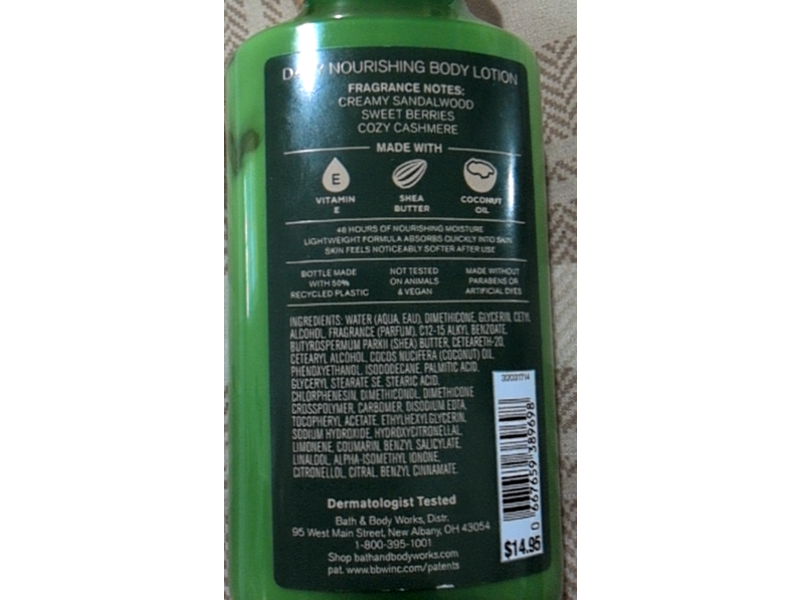 DAILY NOURISHING BODY LOTION
FRAGRANCE NOTES:
CREAMY SANDALWOOD
SWEET BERRIES
COZY CASHMERE
MADE WITH
E
VITAMIN E
SHEA BUTTER
COCONUT OIL
48 HOURS OF NOURISHING MOISTURE
LIGHTWEIGHT FORMULA ABSORBS QUICKLY INTO SKIN
SKIN FEELS NOTICEABLY SOFTER AFTER USE
BOTTLE MADE WITH 50% RECYCLED PLASTIC
NOT TESTED ON ANIMALS & VEGAN
MADE WITHOUT PARABENS OR ARTIFICIAL DYES
INGREDIENTS: WATER (AQUA, EAU), DIMETHICONE, GLYCERIN, CETYL
ALCOHOL, FRAGRANCE (PARFUM), C12-15 ALKYL BENZOATE,
BUTYROSPERMUM PARKII (SHEA) BUTTER, CETEARETH-20,
CETEARYL ALCOHOL, COCOS NUCIFERA (COCONUT) OIL,
PHENOXYETHANOL, ISODODECANE, PALMITIC ACID,
GLYCERYL STEARATE SE, STEARIC ACID,
CHLORPHENESIN, DIMETHICONOL, DIMETHICONE
CROSSPOLYMER, CARBOMER, DISODIUM EDTA,
TOCOPHERYL ACETATE, ETHYLHEXYLGLYCERIN,
SODIUM HYDROXIDE, HYDROXYCITRONELLAL,
LIMONENE, COUMARIN, BENZYL SALICYLATE,
LINALOOL, ALPHA-ISOMETHYL IONONE,
CITRONELLOL, CITRAL, BENZYL CINNAMATE.
Dermatologist Tested
Bath & Body Works, Distr.
95 West Main Street, New Albany, OH 43054
1-800-395-1001
Shop bathandbodyworks.com
pat. www.bbwinc.com/patents
0 667659 389698
$14.95